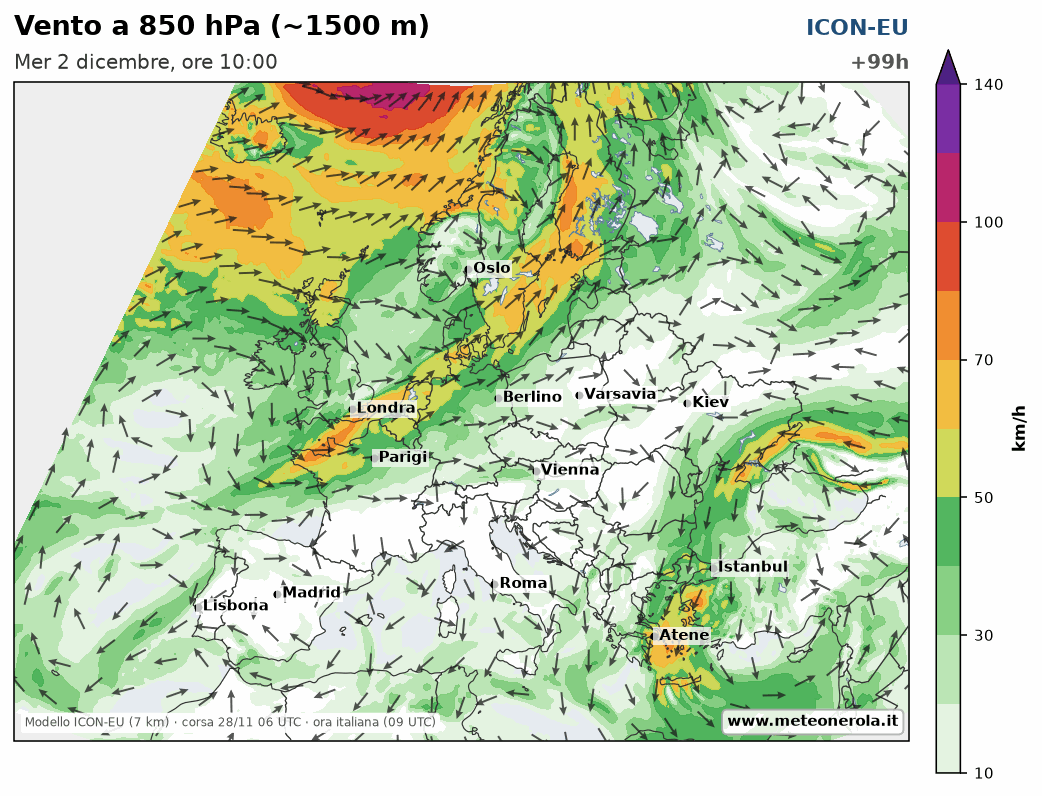 Vento a 850 hPa (~1500 m)
ICON-EU
Mer 2 dicembre, ore 10:00
+99h
140
100
70
50
30
10
km/h
Oslo
Londra
Berlino
Varsavia
Kiev
Parigi
Vienna
Istanbul
Roma
Madrid
Lisbona
Atene
Modello ICON-EU (7 km) · corsa 28/11 06 UTC · ora italiana (09 UTC)
www.meteonerola.it